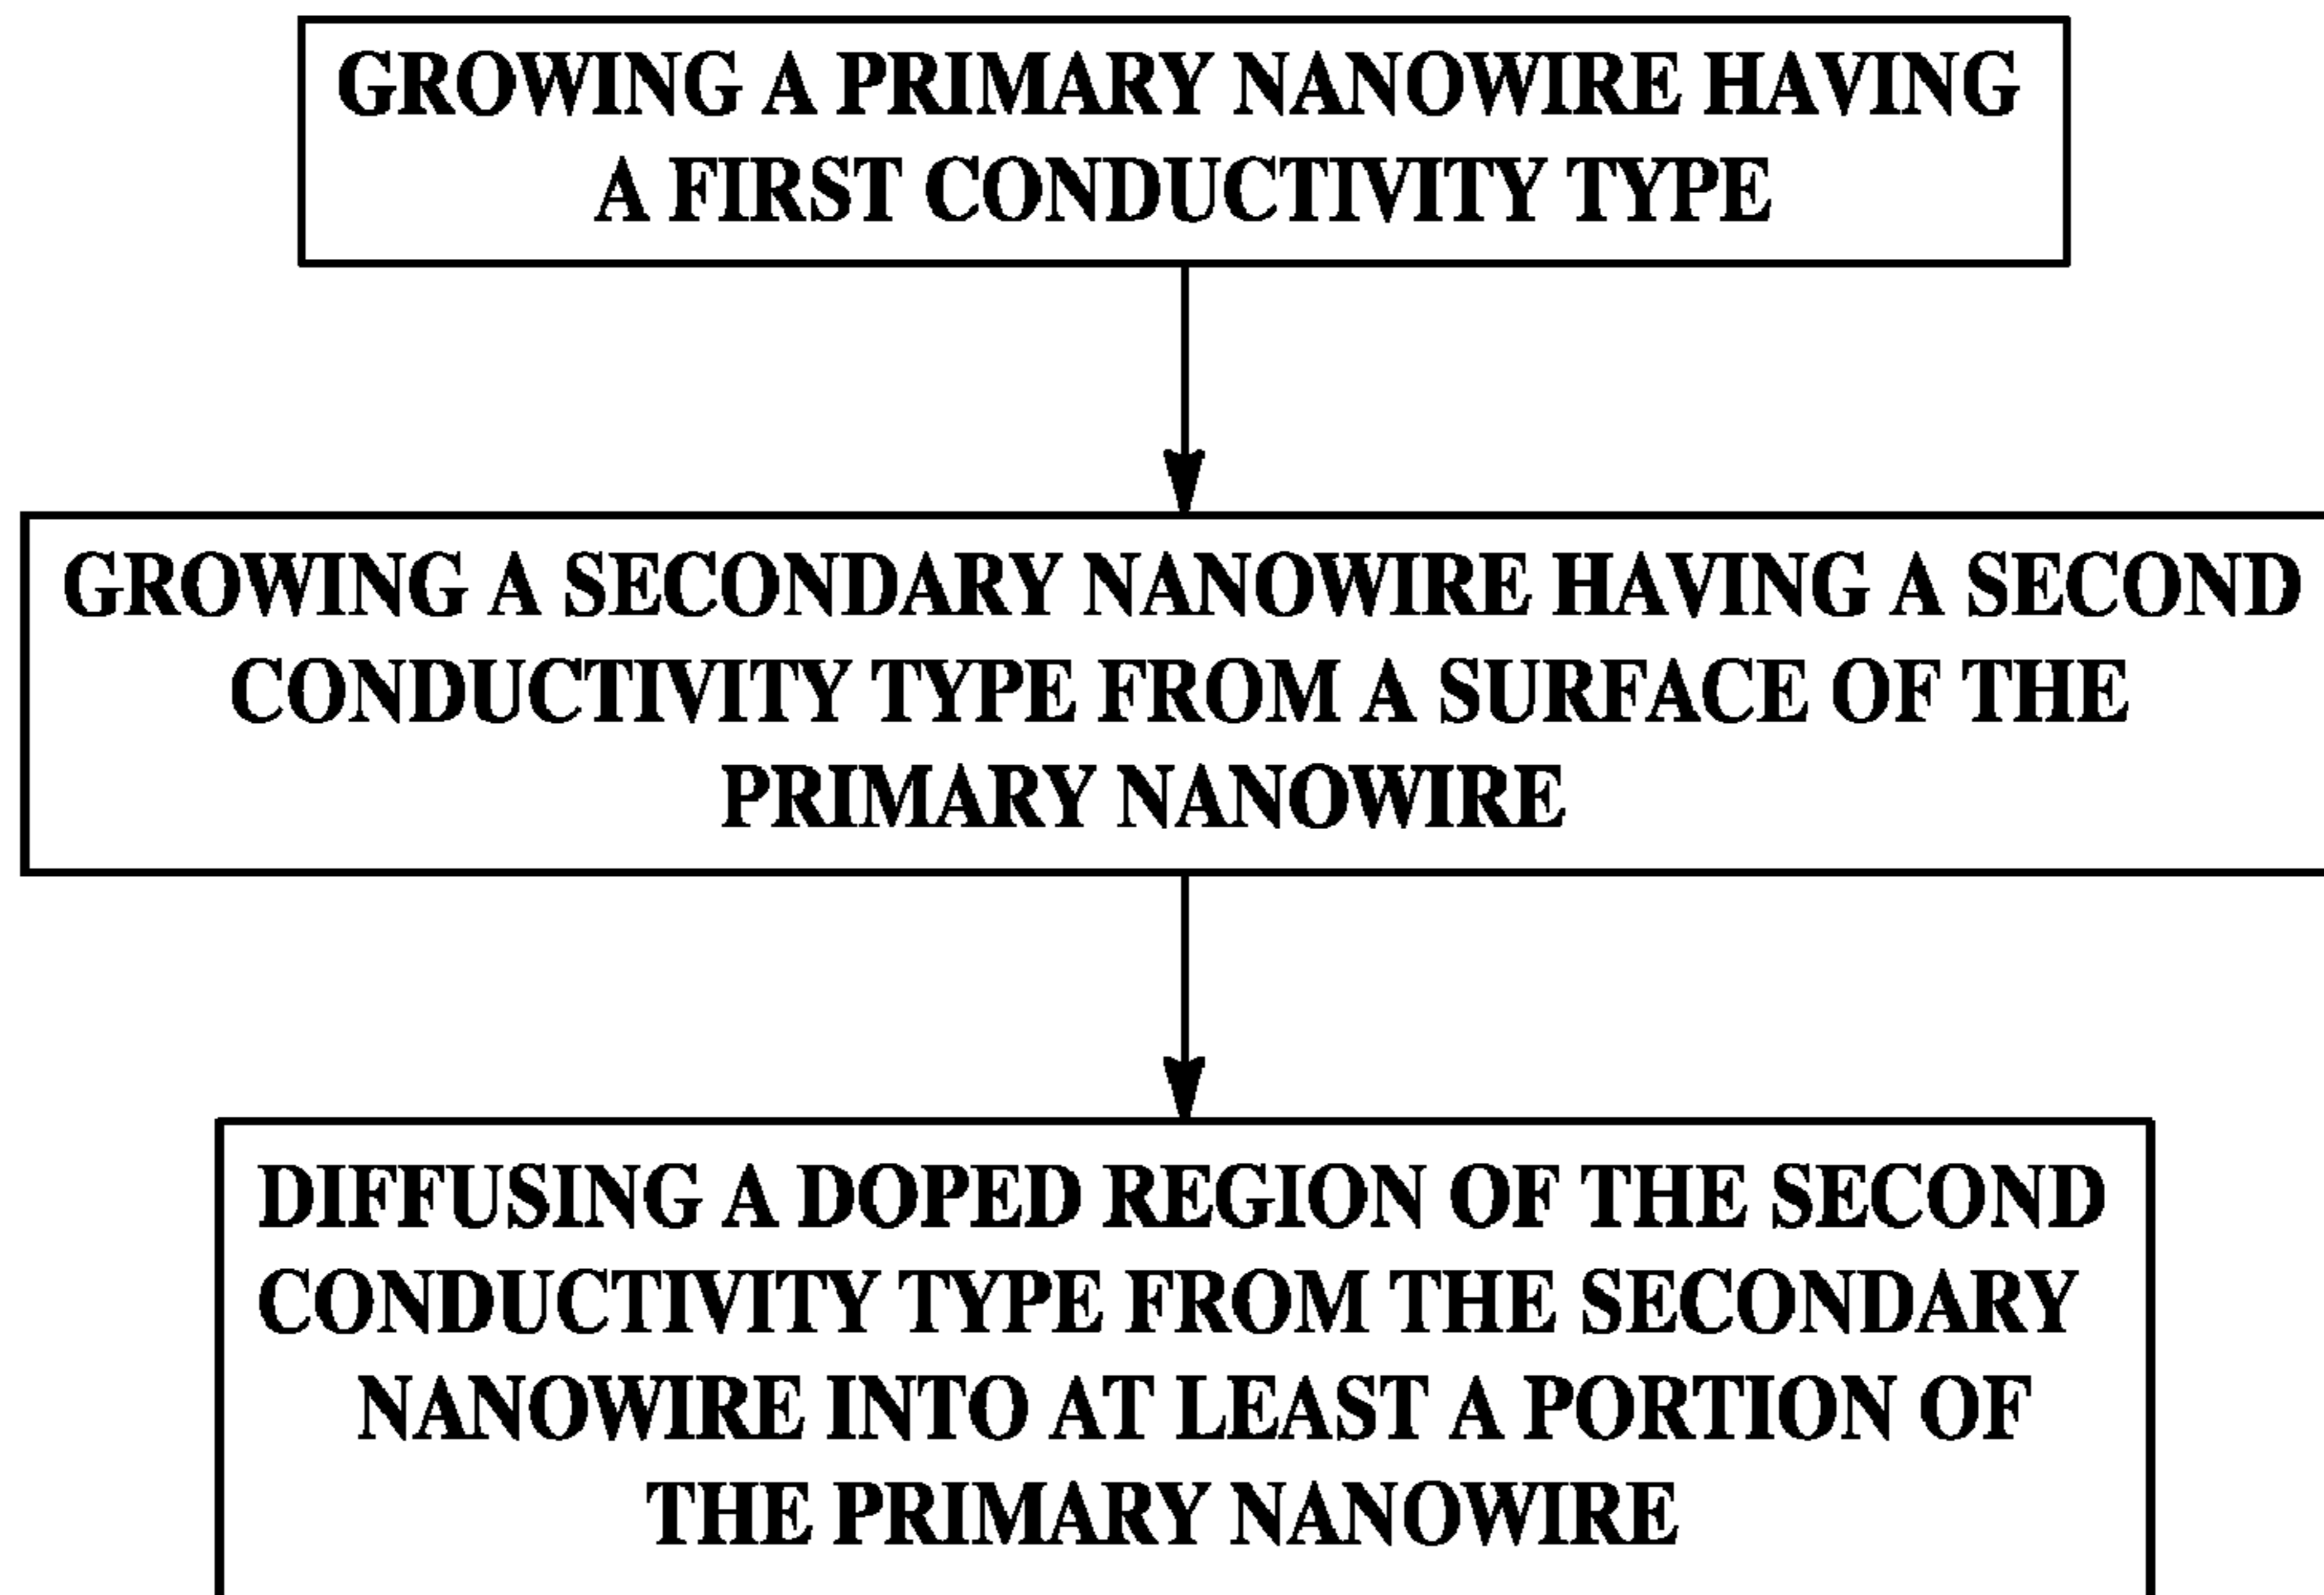 GROWING A PRIMARY NANOWIRE HAVING
A FIRST CONDUCTIVITY TYPE
GROWING A SECONDARY NANOWIRE HAVING A SECOND
CONDUCTIVITY TYPE FROM A SURFACE OF THE
PRIMARY NANOWIRE
DIFFUSING A DOPED REGION OF THE SECOND
CONDUCTIVITY TYPE FROM THE SECONDARY
NANOWIRE INTO AT LEAST A PORTION OF
THE PRIMARY NANOWIRE